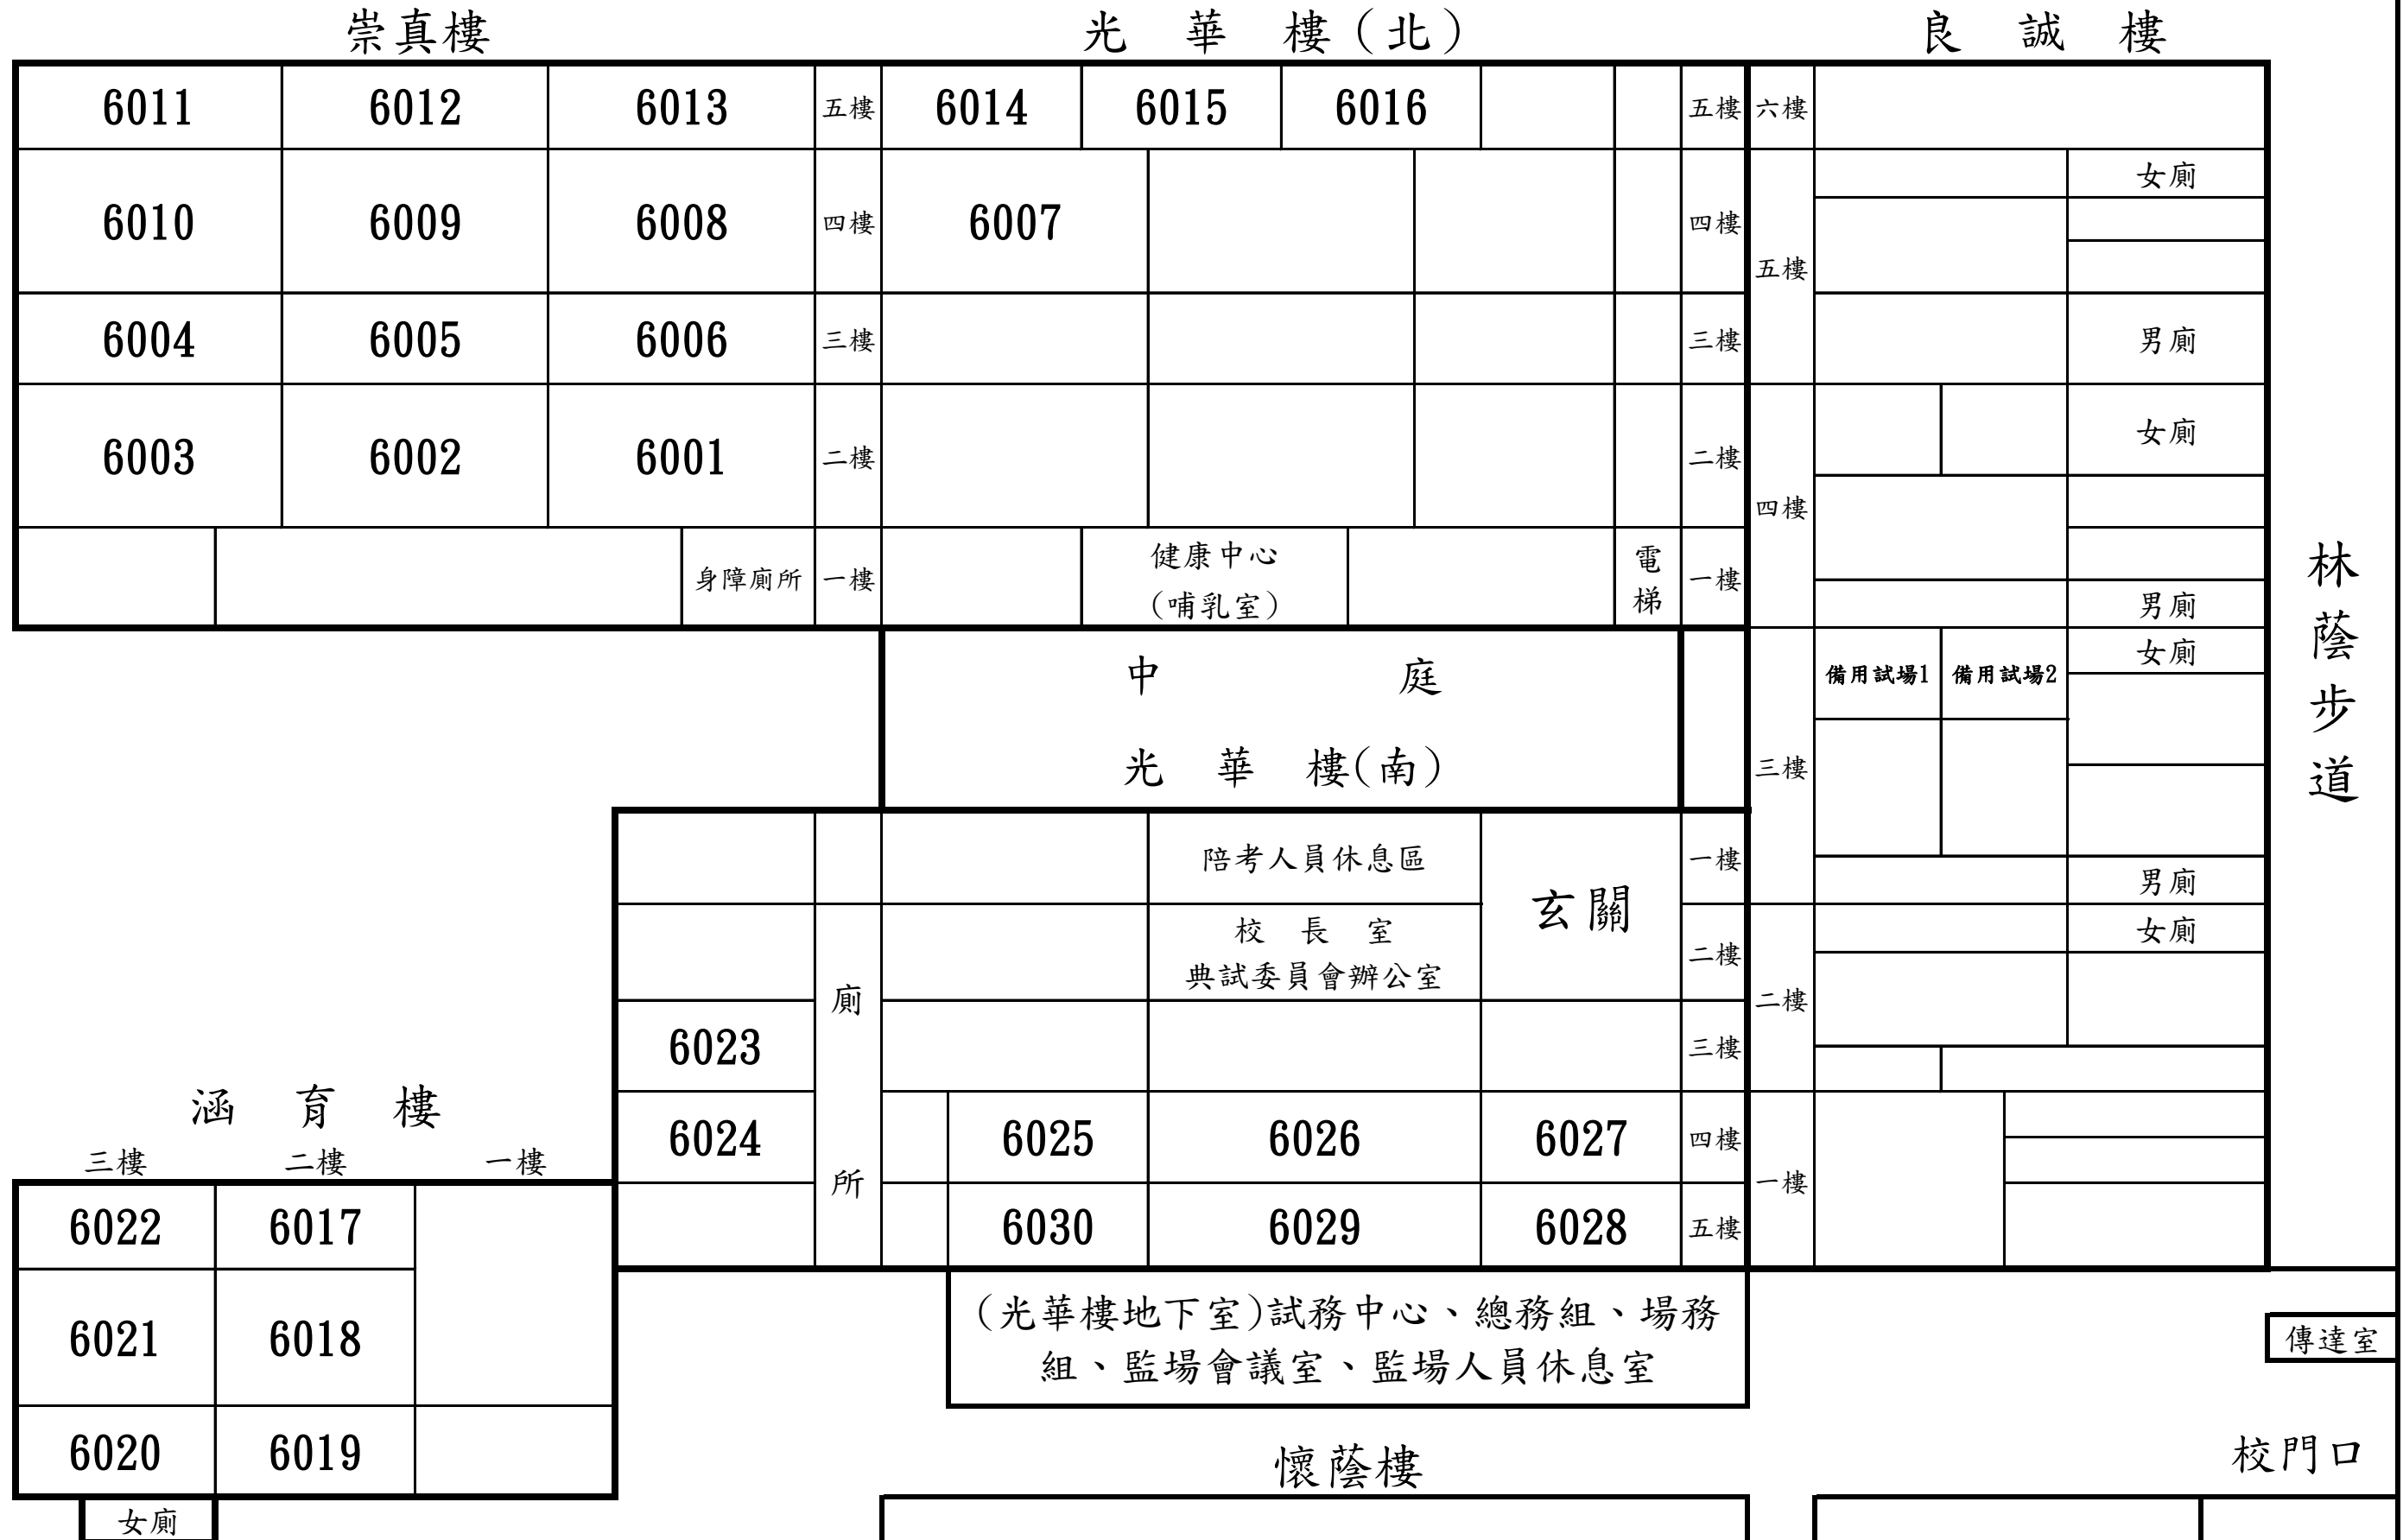 崇真樓 光 華 樓(北) 良 誠 樓
6011 6012 6013 五樓 6014 6015 6016 五樓 六樓
女廁
6010 6009 6008 四樓 6007 四樓
五樓
6004 6005 6006 三樓 三樓 男廁
女廁
6003 6002 6001 二樓 二樓
四樓
身障廁所 一樓 健康中心 (哺乳室) 電梯 一樓
男廁
林蔭步道
女廁
中 庭
備用試場1 備用試場2
光 華 樓(南)
三樓
陪考人員休息區 一樓
男廁
玄關
女廁
校 長 室
典試委員會辦公室
二樓
廁所
二樓
6023 三樓
6024 6025 6026 6027 四樓
一樓
6030 6029 6028 五樓
涵 育 樓
三樓 二樓 一樓
6022 6017
6021 6018
6020 6019
女廁
(光華樓地下室)試務中心、總務組、場務
組、監場會議室、監場人員休息室
傳達室
懷蔭樓
校門口